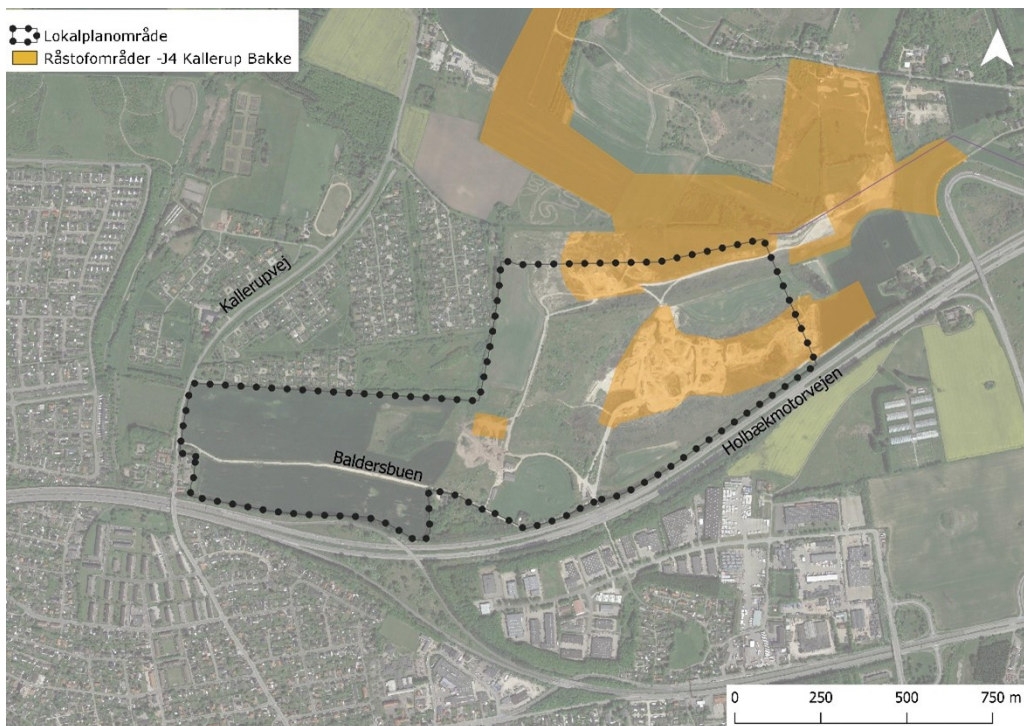 Lokalplanområde
Råstofområder -J4 Kallerup Bakke
Kallerupvej
Baldersbuen
Holbækmotorvejen
0 250 500 750 m